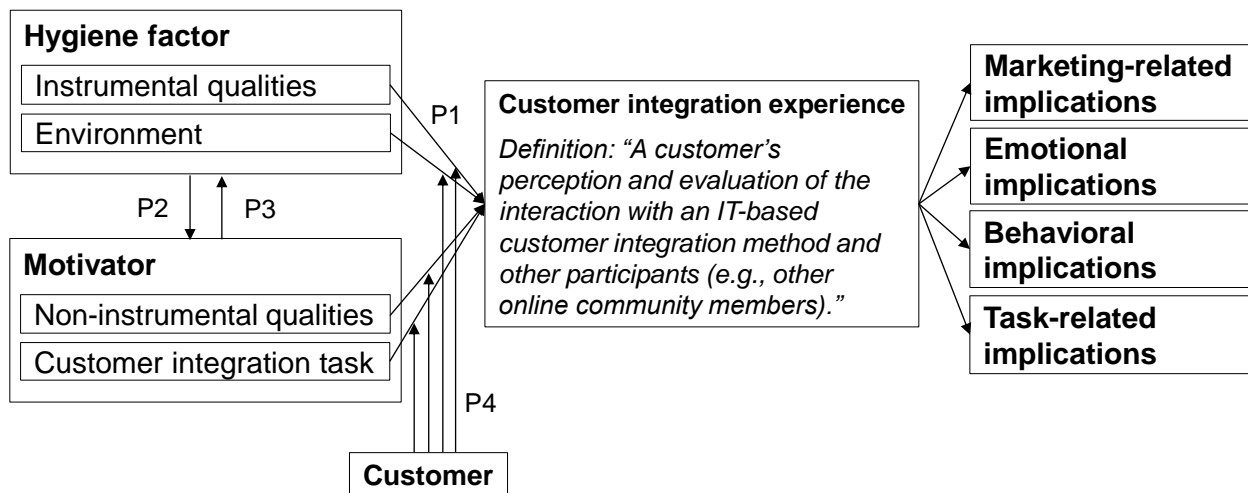 Hygiene factor
Instrumental qualities
Environment
P1
P2
P3
Motivator
Non-instrumental qualities
Customer integration task
P4
Customer
Customer integration experience
Definition: “A customer’s
perception and evaluation of the
interaction with an IT-based
customer integration method and
other participants (e.g., other
online community members).”
Marketing-related
implications
Emotional
implications
Behavioral
implications
Task-related
implications